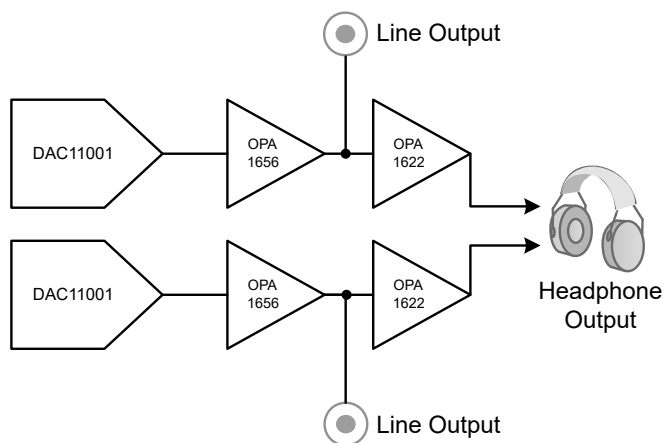 Line Output
DAC11001
OPA
1656
OPA
1622
DAC11001
OPA
1656
OPA
1622
Headphone
Output
Line Output